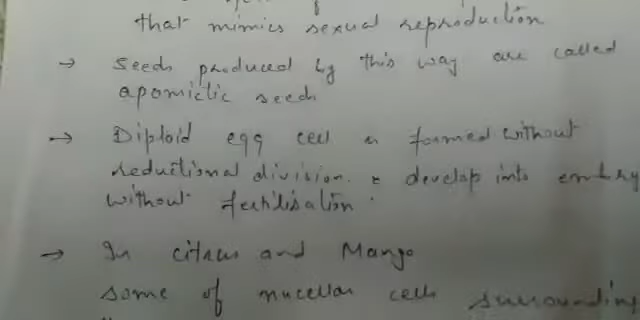 that mimics sexual reproduction
→ Seeds produced by this way are called
apomictic seeds
→ Diploid egg cell is formed without
reductional division. & develop into embry
without fertilisation.
→ In citrus and Mango
some of nucellar cells surrounding